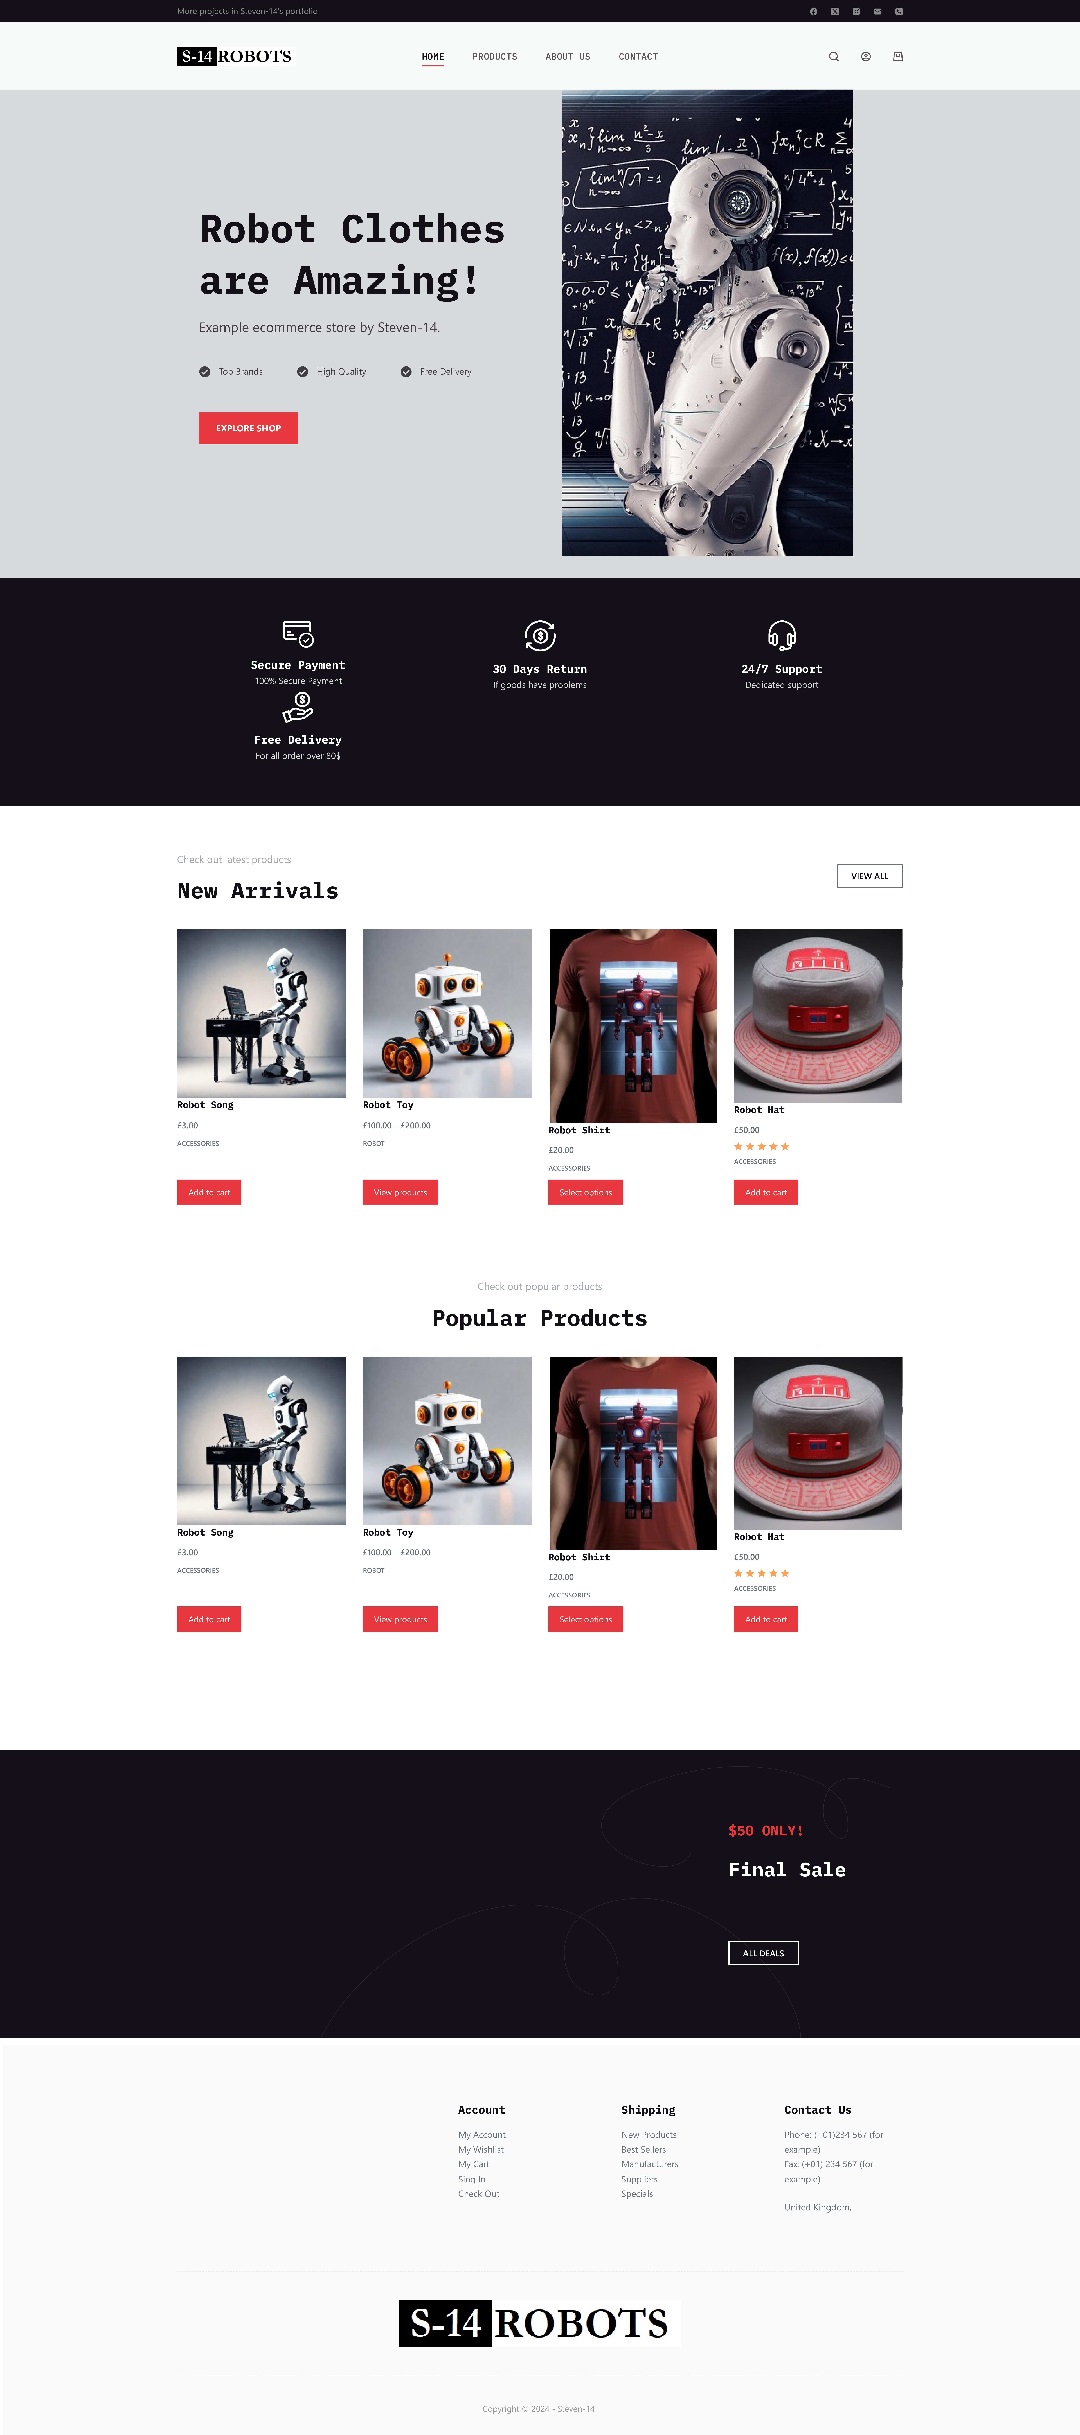 More projects in Steven-14's portfolio
S-14 ROBOTS
HOME PRODUCTS ABOUT US CONTACT
Robot Clothes
are Amazing!
Example ecommerce store by Steven-14.
Top Brands High Quality Free Delivery
EXPLORE SHOP
Secure Payment
100% Secure Payment
30 Days Return
If goods have problems
24/7 Support
Dedicated support
Free Delivery
For all order over 80$
Check out latest products
New Arrivals
VIEW ALL
Robot Song
£3.00
ACCESSORIES
Add to cart
Robot Toy
£100.00 £200.00
ROBOT
View products
Robot Shirt
£20.00
ACCESSORIES
Select options
Robot Hat
£50.00
ACCESSORIES
Add to cart
Check out popular products
Popular Products
Robot Song
£3.00
ACCESSORIES
Add to cart
Robot Toy
£100.00 £200.00
ROBOT
View products
Robot Shirt
£20.00
ACCESSORIES
Select options
Robot Hat
£50.00
ACCESSORIES
Add to cart
$50 ONLY!
Final Sale
ALL DEALS
Account
My Account
My Wishlist
My Cart
Sing In
Check Out
Shipping
New Products
Best Sellers
Manufacturers
Suppliers
Specials
Contact Us
Phone: (+01)234 567 (for
example)
Fax: (+01) 234 567 (for
example)
United Kingdom,
S-14 ROBOTS
Copyright © 2024 - Steven-14